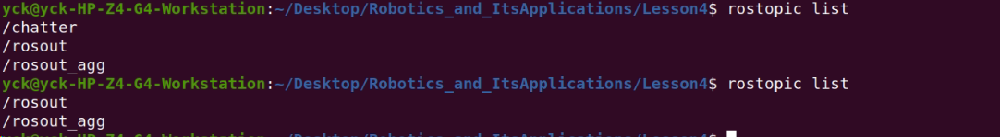 yck@yck-HP-Z4-G4-Workstation:~/Desktop/Robotics_and_ItsApplications/Lesson4$ rostopic list
/chatter
/rosout
/rosout_agg
yck@yck-HP-Z4-G4-Workstation:~/Desktop/Robotics_and_ItsApplications/Lesson4$ rostopic list
/rosout
/rosout_agg
yck@yck-HP-Z4-G4-Workstation:~/Desktop/Robotics_and_ItsApplications/Lesson4$